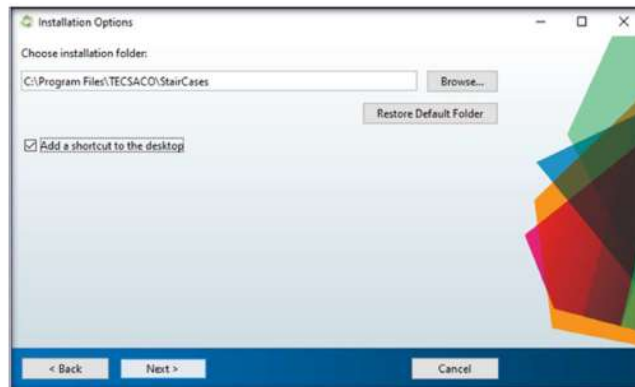 Installation Options
Choose installation folder:
C:\Program Files\TECSACO\StairCases
Browse...
Restore Default Folder
Add a shortcut to the desktop
< Back
Next >
Cancel